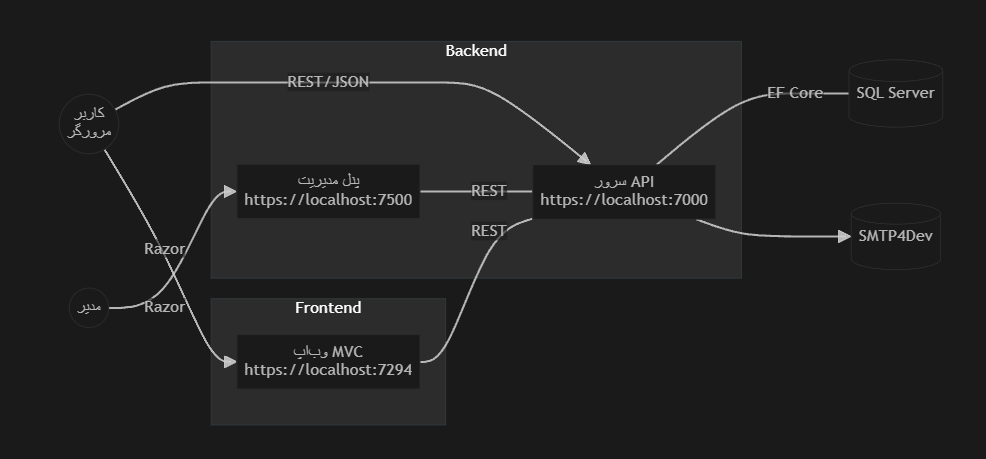 Backend
REST/JSON
EF Core
SQL Server
کاربر
مرورگر
پنل مدیریت
https://localhost:7500
REST
سرور API
https://localhost:7000
REST
SMTP4Dev
Razor
مدیر
Razor
Frontend
وب‌اپ MVC
https://localhost:7294